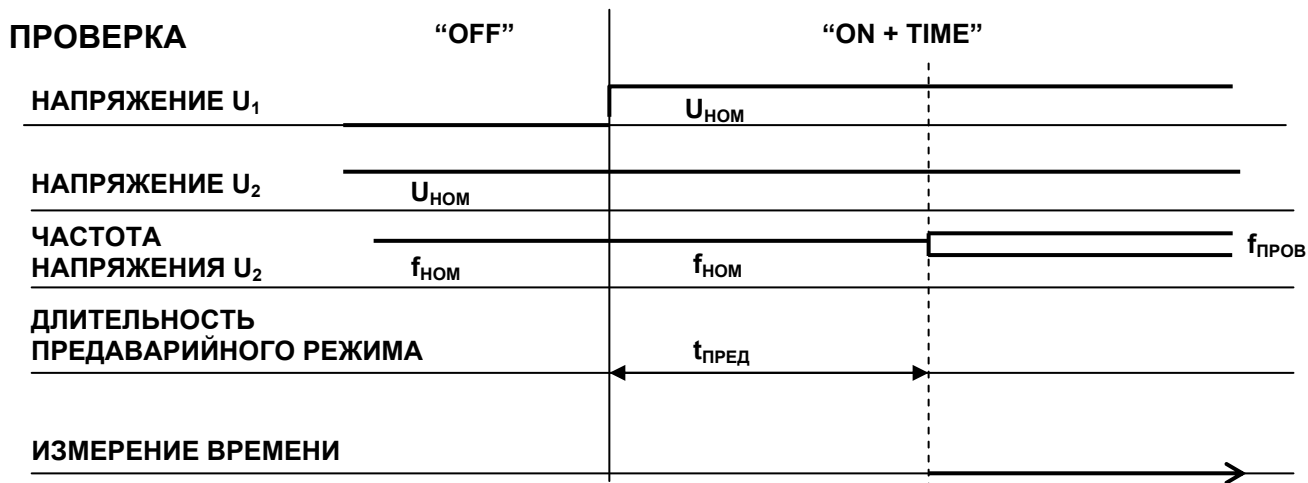 ПРОВЕРКА “OFF” “ON + TIME”
НАПРЯЖЕНИЕ U₁
Uном
НАПРЯЖЕНИЕ U₂
Uном
ЧАСТОТА
НАПРЯЖЕНИЯ U₂
fном fном fПРОВ
ДЛИТЕЛЬНОСТЬ
ПРЕДАВАРИЙНОГО РЕЖИМА tПРЕД
ИЗМЕРЕНИЕ ВРЕМЕНИ